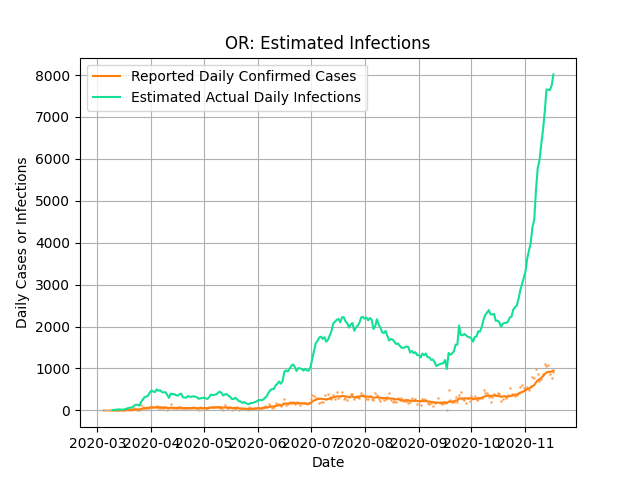 OR: Estimated Infections
Reported Daily Confirmed Cases
Estimated Actual Daily Infections
Daily Cases or Infections
8000
7000
6000
5000
4000
3000
2000
1000
0
2020-03 2020-04 2020-05 2020-06 2020-07 2020-08 2020-09 2020-10 2020-11
Date